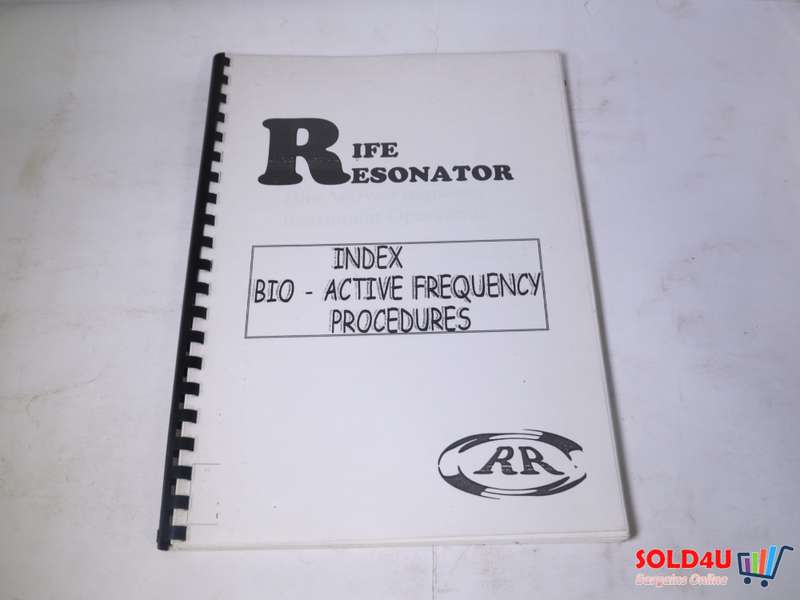 RIFE
RESONATOR
INDEX
BIO - ACTIVE FREQUENCY
PROCEDURES
RR
SOLD4U
Bargains Online